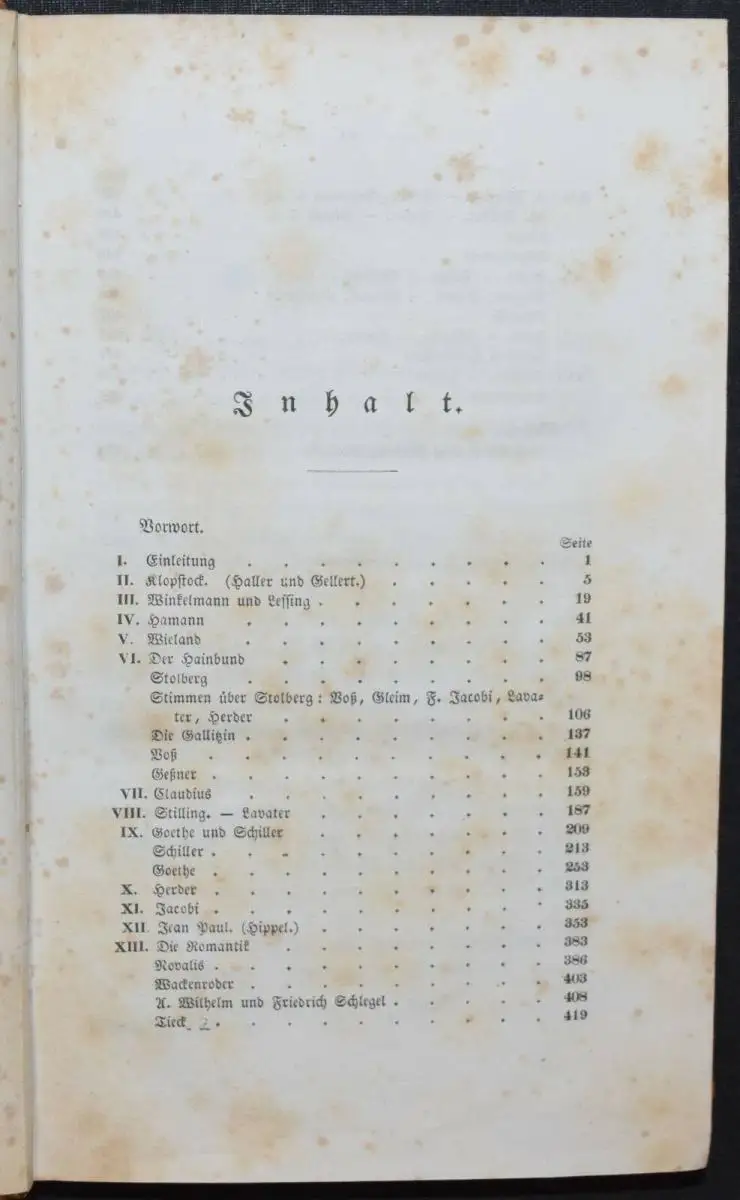 Inhalt.
Vorwort.
Seite
I. Einleitung . . . . . . . . . 1
II. Klopstock. (Haller und Gellert.) . . . . . 5
III. Winkelmann und Lessing . . . . . . . 19
IV. Hamann . . . . . . . . . 41
V. Wieland . . . . . . . . . 53
VI. Der Hainbund . . . . . . . . 87
Stolberg . . . . . . . . . 98
Stimmen über Stolberg: Voß, Gleim, F. Jacobi, Lava=
ter, Herder . . . . . . . . 106
Die Gallitzin . . . . . . . . . 137
Voß . . . . . . . . . . 141
Geßner . . . . . . . . . . 153
VII. Claudius . . . . . . . . . 159
VIII. Stilling. — Lavater . . . . . . . 187
IX. Goethe und Schiller . . . . . . . 209
Schiller . . . . . . . . . . 213
Goethe . . . . . . . . . . 253
X. Herder . . . . . . . . . . 313
XI. Jacobi . . . . . . . . . . 335
XII. Jean Paul. (Hippel.) . . . . . . . 353
XIII. Die Romantik . . . . . . . . 383
Novalis . . . . . . . . . . 386
Wackenroder . . . . . . . . . 403
A. Wilhelm und Friedrich Schlegel . . . . . 408
Tieck . . . . . . . . . . 419